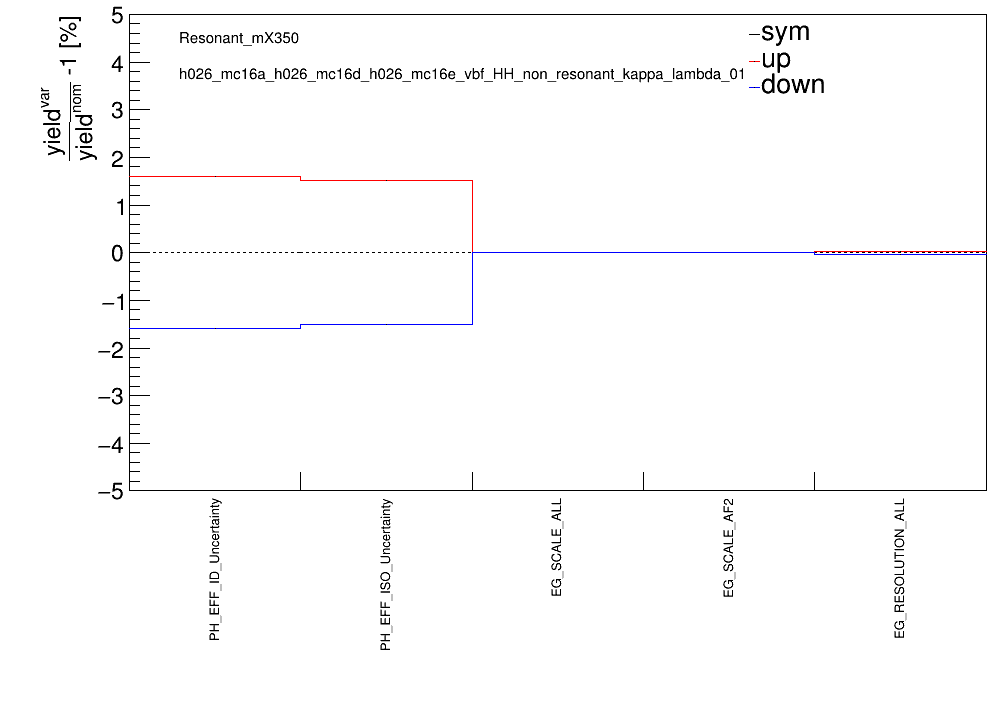 yield^var / yield^nom -1 [%]
5
4
3
2
1
0
−1
−2
−3
−4
−5
Resonant_mX350
h026_mc16a_h026_mc16d_h026_mc16e_vbf_HH_non_resonant_kappa_lambda_01
sym
up
down
PH_EFF_ID_Uncertainty
PH_EFF_ISO_Uncertainty
EG_SCALE_ALL
EG_SCALE_AF2
EG_RESOLUTION_ALL